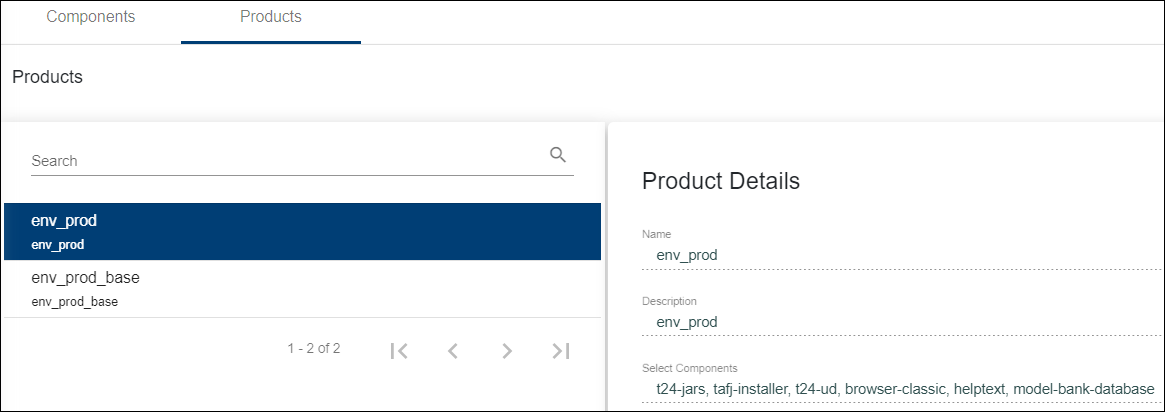 Components
Products
Products
Search
env_prod
env_prod
env_prod_base
env_prod_base
1 - 2 of 2
Product Details
Name
env_prod
Description
env_prod
Select Components
t24-jars, tafj-installer, t24-ud, browser-classic, helptext, model-bank-database